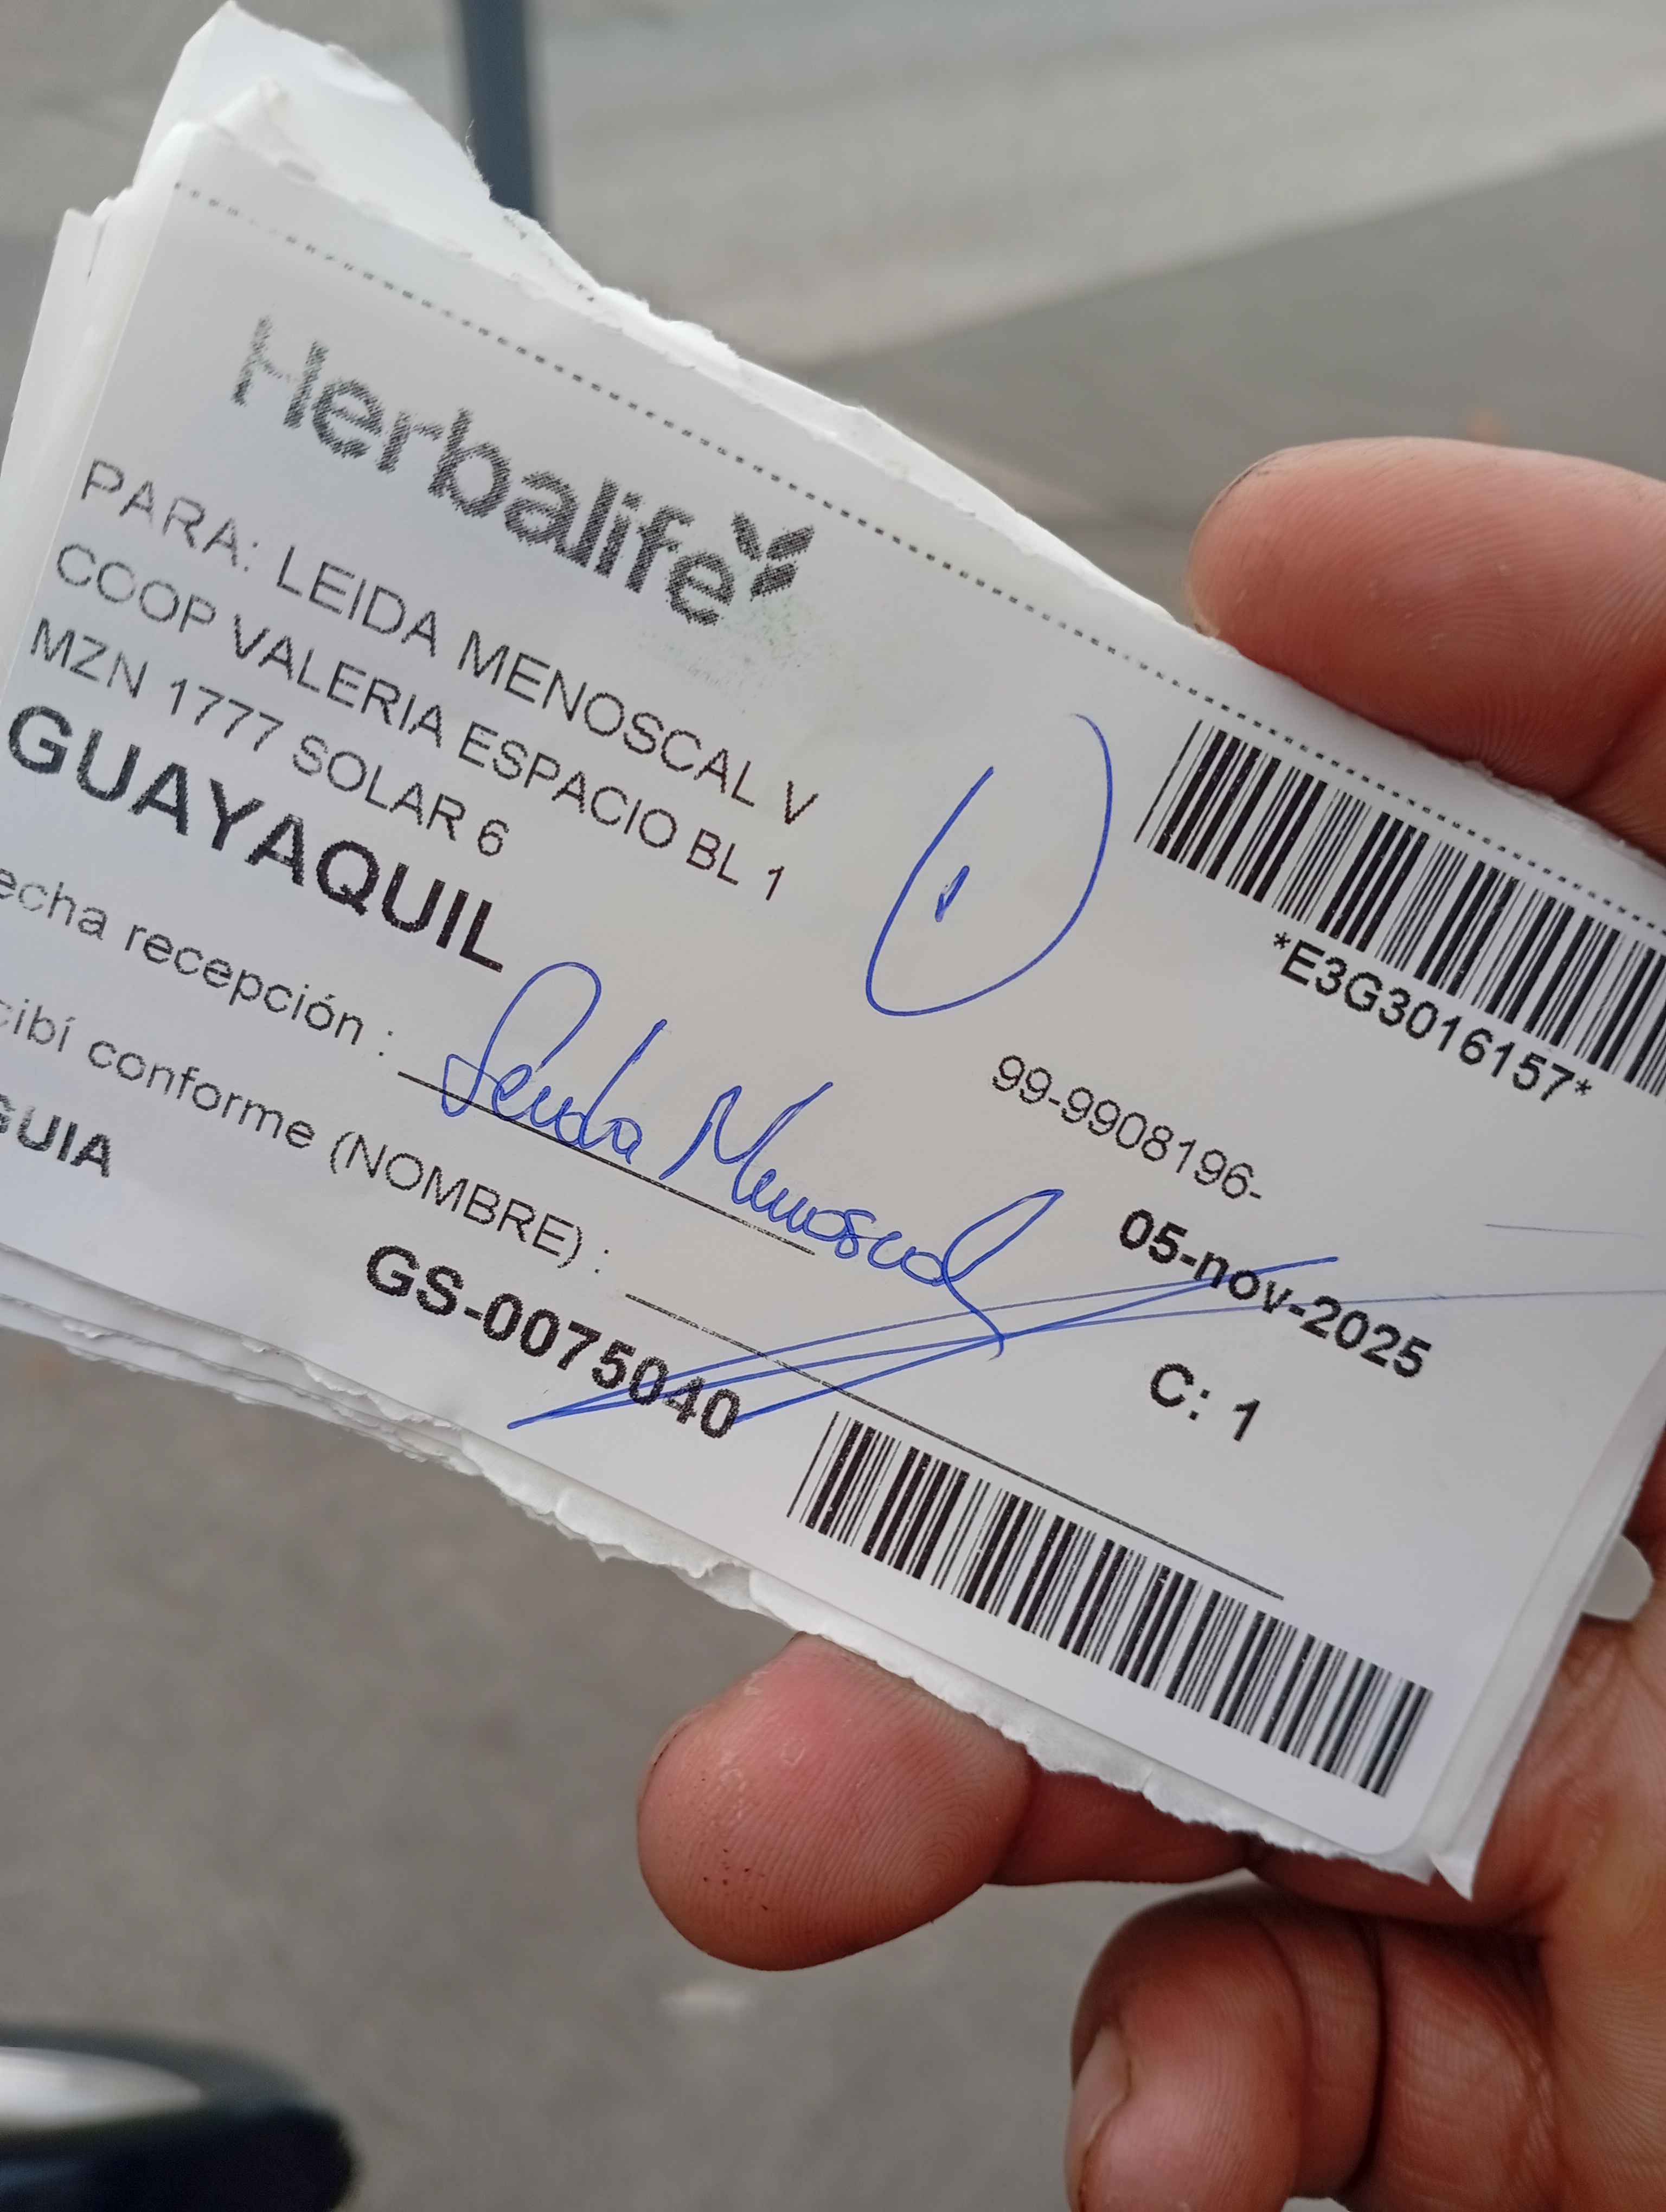 Herbalife
PARA: LEIDA MENOSCAL V
COOP VALERIA ESPACIO BL 1
MZN 1777 SOLAR 6
GUAYAQUIL
*E3G3016157*
99-9908196-
echa recepción :
05-nov-2025
cibí conforme (NOMBRE) :
C: 1
GUIA
GS-0075040
Leida Menoscal
1